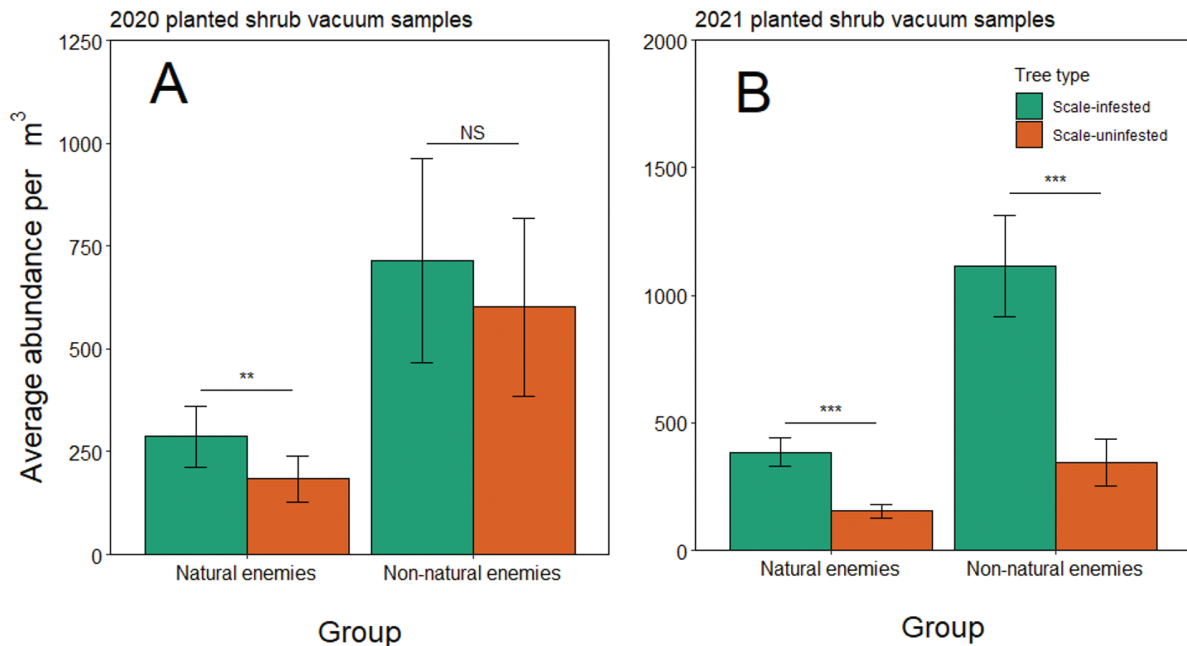 2020 planted shrub vacuum samples
A
Average abundance per m³
1250
1000
750
500
250
0
**
NS
Natural enemies
Non-natural enemies
Group
2021 planted shrub vacuum samples
B
Tree type
Scale-infested
Scale-uninfested
2000
1500
1000
500
0
***
***
Natural enemies
Non-natural enemies
Group